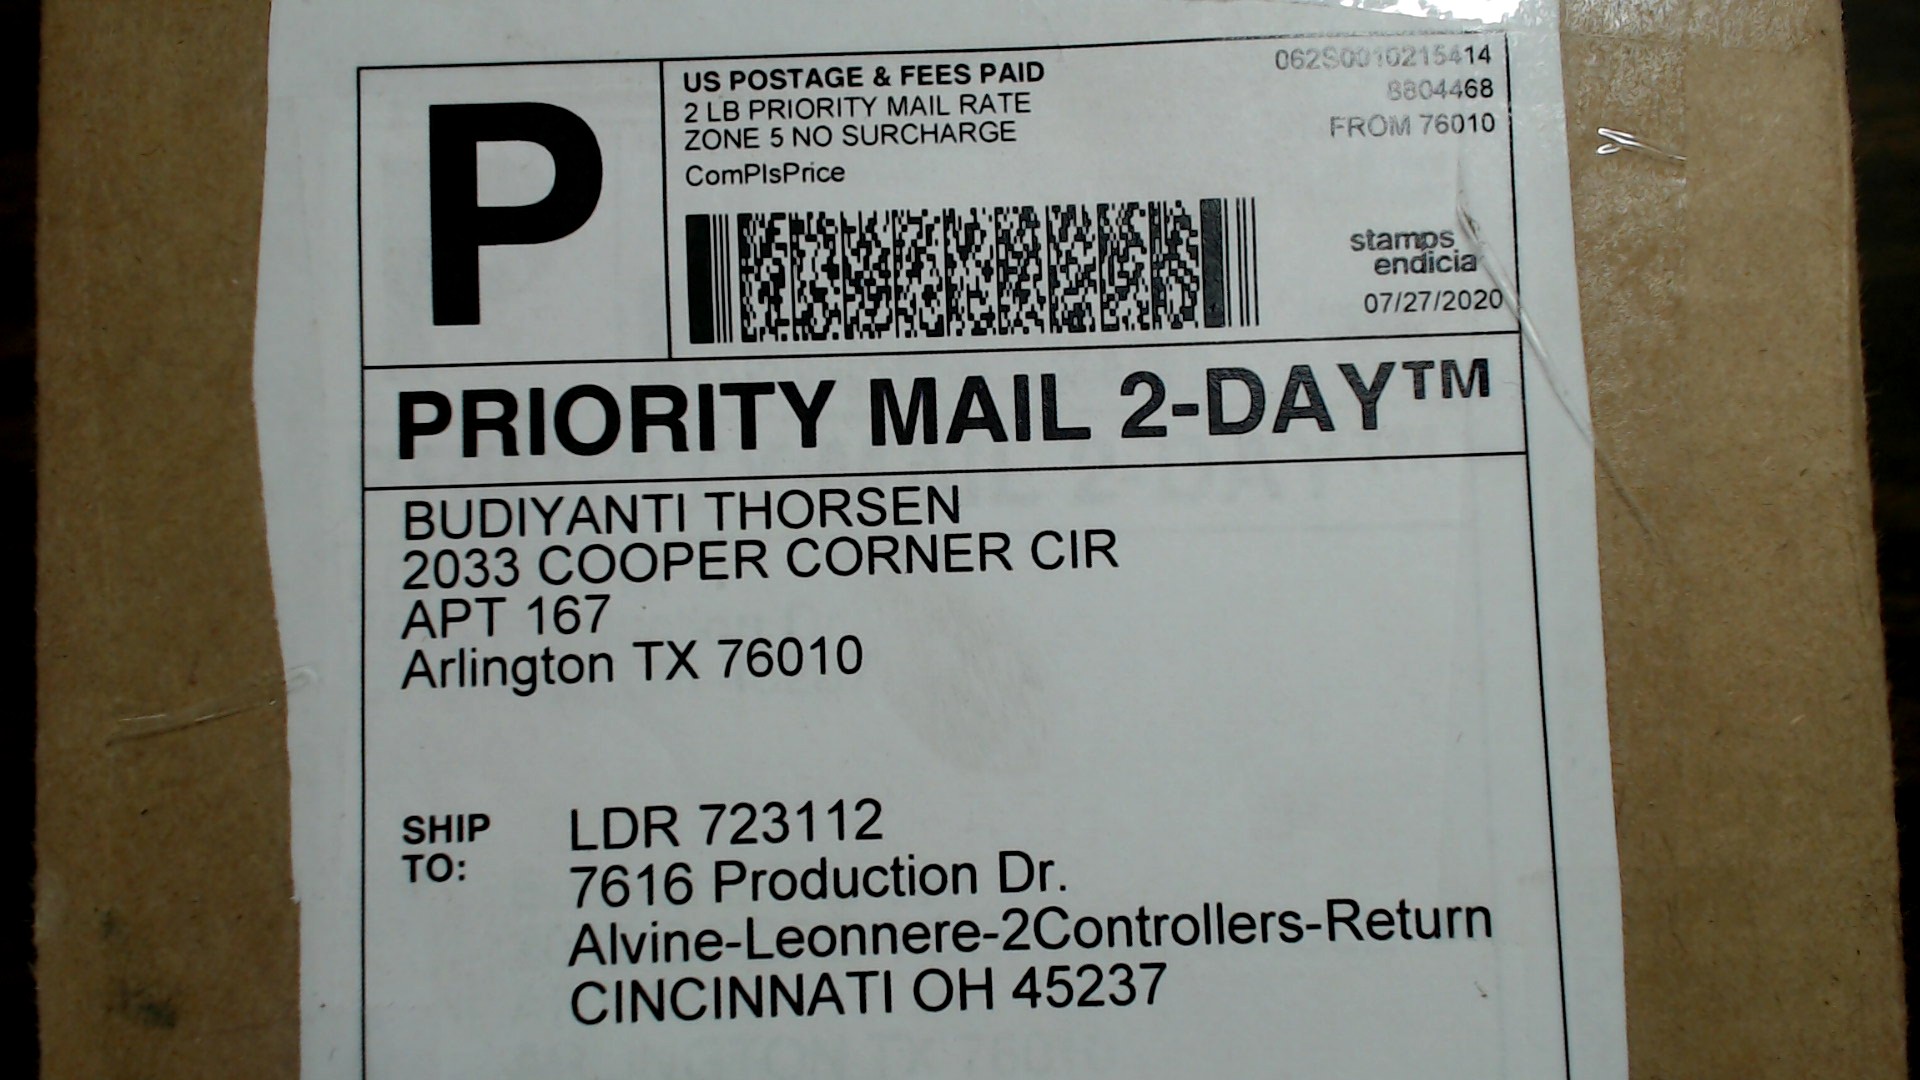 P
US POSTAGE & FEES PAID
2 LB PRIORITY MAIL RATE
ZONE 5 NO SURCHARGE
ComPlsPrice
062S0010215414
8804468
FROM 76010
stamps
endicia
07/27/2020
PRIORITY MAIL 2-DAY™
BUDIYANTI THORSEN
2033 COOPER CORNER CIR
APT 167
Arlington TX 76010
SHIP
TO:
LDR 723112
7616 Production Dr.
Alvine-Leonnere-2Controllers-Return
CINCINNATI OH 45237